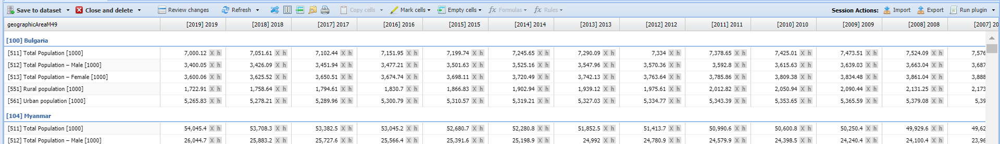 Save to dataset Close and delete Review changes Refresh Copy cells Mark cells Empty cells fx Formulas fx Rules Session Actions: Import Export Run plugin
geographicAreaM49 [2019] 2019 [2018] 2018 [2017] 2017 [2016] 2016 [2015] 2015 [2014] 2014 [2013] 2013 [2012] 2012 [2011] 2011 [2010] 2010 [2009] 2009 [2008] 2008 [2007] 20
[100] Bulgaria
[511] Total Population [1000] 7,000.12 X h 7,051.61 X h 7,102.44 X h 7,151.95 X h 7,199.74 X h 7,245.65 X h 7,290.09 X h 7,334 X h 7,378.65 X h 7,425.01 X h 7,473.51 X h 7,524.09 X h 7,576
[512] Total Population – Male [1000] 3,400.05 X h 3,426.09 X h 3,451.94 X h 3,477.21 X h 3,501.63 X h 3,525.16 X h 3,547.96 X h 3,570.36 X h 3,592.8 X h 3,615.63 X h 3,639.03 X h 3,663.04 X h 3,687
[513] Total Population – Female [1000] 3,600.06 X h 3,625.52 X h 3,650.51 X h 3,674.74 X h 3,698.11 X h 3,720.49 X h 3,742.13 X h 3,763.64 X h 3,785.86 X h 3,809.38 X h 3,834.48 X h 3,861.04 X h 3,888
[551] Rural population [1000] 1,722.91 X h 1,758.64 X h 1,794.61 X h 1,830.7 X h 1,866.83 X h 1,902.94 X h 1,939.12 X h 1,975.61 X h 2,012.82 X h 2,050.94 X h 2,090.44 X h 2,131.25 X h 2,173
[561] Urban population [1000] 5,265.83 X h 5,278.21 X h 5,289.96 X h 5,300.79 X h 5,310.57 X h 5,319.21 X h 5,327.03 X h 5,334.77 X h 5,343.39 X h 5,353.65 X h 5,365.59 X h 5,379.08 X h 5,39
[104] Myanmar
[511] Total Population [1000] 54,045.4 X h 53,708.3 X h 53,382.5 X h 53,045.2 X h 52,680.7 X h 52,280.8 X h 51,852.5 X h 51,413.7 X h 50,990.6 X h 50,600.8 X h 50,250.4 X h 49,929.6 X h 49,62
[512] Total Population – Male [1000] 26,044.7 X h 25,883.2 X h 25,727.6 X h 25,566.4 X h 25,391.6 X h 25,198.9 X h 24,992 X h 24,780.9 X h 24,579.9 X h 24,398.5 X h 24,240.4 X h 24,100.4 X h 23,96